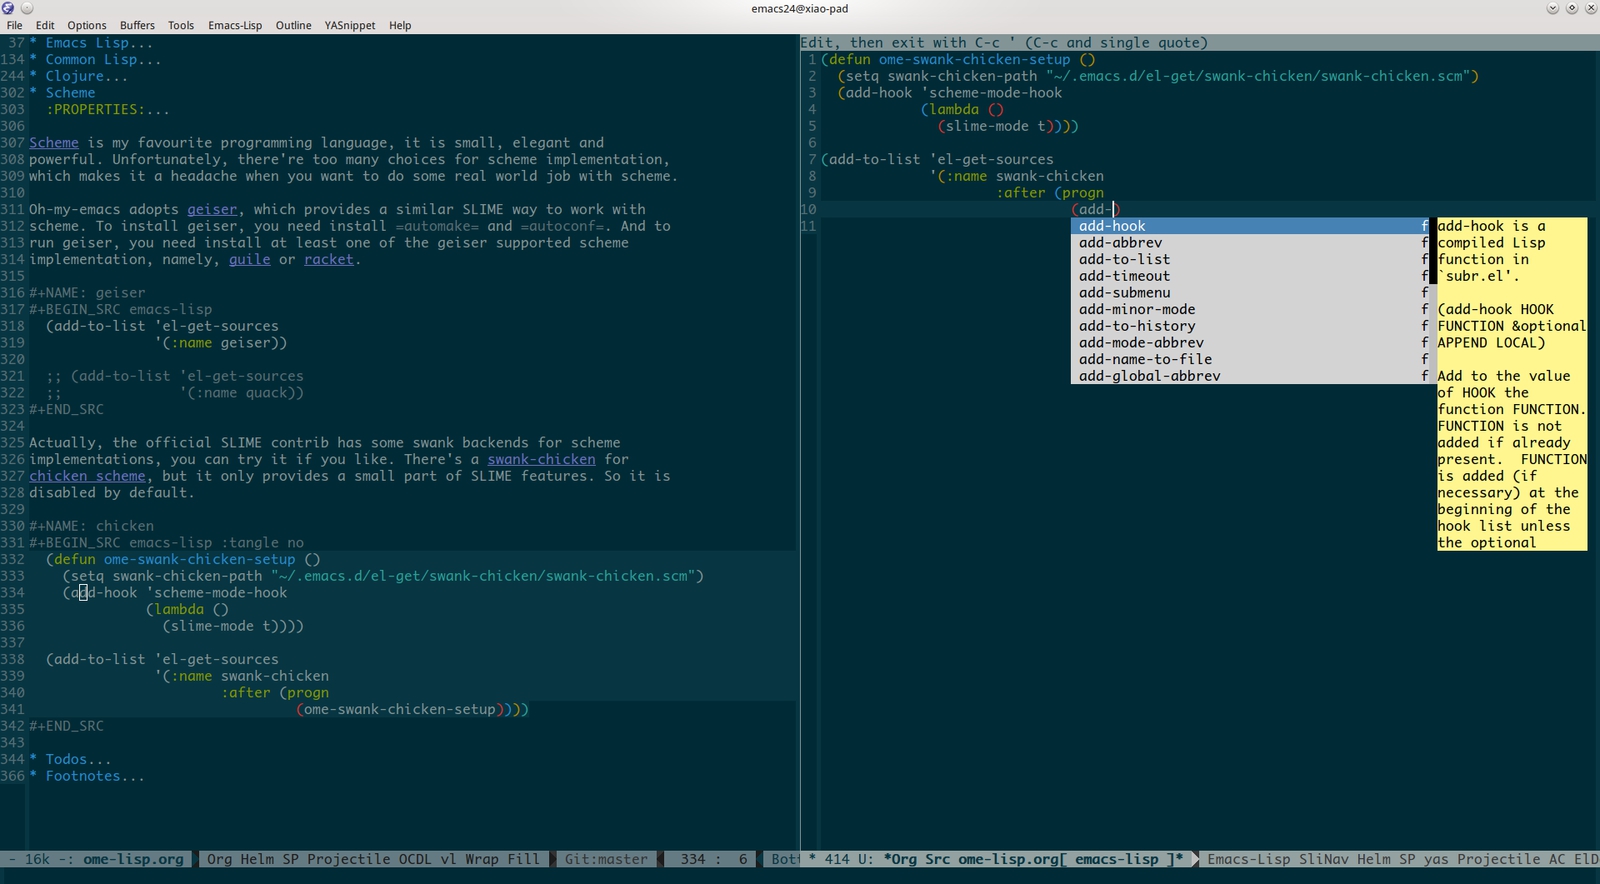 emacs24@xiao-pad
File Edit Options Buffers Tools Emacs-Lisp Outline YASnippet Help
37 * Emacs Lisp...
134 * Common Lisp...
244 * Clojure...
302 * Scheme
303 :PROPERTIES:...
306
307 Scheme is my favourite programming language, it is small, elegant and
308 powerful. Unfortunately, there're too many choices for scheme implementation,
309 which makes it a headache when you want to do some real world job with scheme.
310
311 Oh-my-emacs adopts geiser, which provides a similar SLIME way to work with
312 scheme. To install geiser, you need install =automake= and =autoconf=. And to
313 run geiser, you need install at least one of the geiser supported scheme
314 implementation, namely, guile or racket.
315
316 #+NAME: geiser
317 #+BEGIN_SRC emacs-lisp
318 (add-to-list 'el-get-sources
319 '(:name geiser))
320
321 ;; (add-to-list 'el-get-sources
322 ;; '(:name quack))
323 #+END_SRC
324
325 Actually, the official SLIME contrib has some swank backends for scheme
326 implementations, you can try it if you like. There's a swank-chicken for
327 chicken scheme, but it only provides a small part of SLIME features. So it is
328 disabled by default.
329
330 #+NAME: chicken
331 #+BEGIN_SRC emacs-lisp :tangle no
332 (defun ome-swank-chicken-setup ()
333 (setq swank-chicken-path "~/.emacs.d/el-get/swank-chicken/swank-chicken.scm")
334 (add-hook 'scheme-mode-hook
335 (lambda ()
336 (slime-mode t))))
337
338 (add-to-list 'el-get-sources
339 '(:name swank-chicken
340 :after (progn
341 (ome-swank-chicken-setup))))
342 #+END_SRC
343
344 * Todos...
366 * Footnotes...
- 16k -: ome-lisp.org Org Helm SP Projectile OCDL vl Wrap Fill Git:master 334 : 6 Bott
Edit, then exit with C-c ' (C-c and single quote)
1 (defun ome-swank-chicken-setup ()
2 (setq swank-chicken-path "~/.emacs.d/el-get/swank-chicken/swank-chicken.scm")
3 (add-hook 'scheme-mode-hook
4 (lambda ()
5 (slime-mode t))))
6
7 (add-to-list 'el-get-sources
8 '(:name swank-chicken
9 :after (progn
10 (add-)
11
add-hook f
add-abbrev f
add-to-list f
add-timeout f
add-submenu f
add-minor-mode f
add-to-history f
add-mode-abbrev f
add-name-to-file f
add-global-abbrev f
add-hook is a
compiled Lisp
function in
`subr.el'.
(add-hook HOOK
FUNCTION &optional
APPEND LOCAL)
Add to the value
of HOOK the
function FUNCTION.
FUNCTION is not
added if already
present. FUNCTION
is added (if
necessary) at the
beginning of the
hook list unless
the optional
* 414 U: *Org Src ome-lisp.org[ emacs-lisp ]* Emacs-Lisp SliNav Helm SP yas Projectile AC ElD